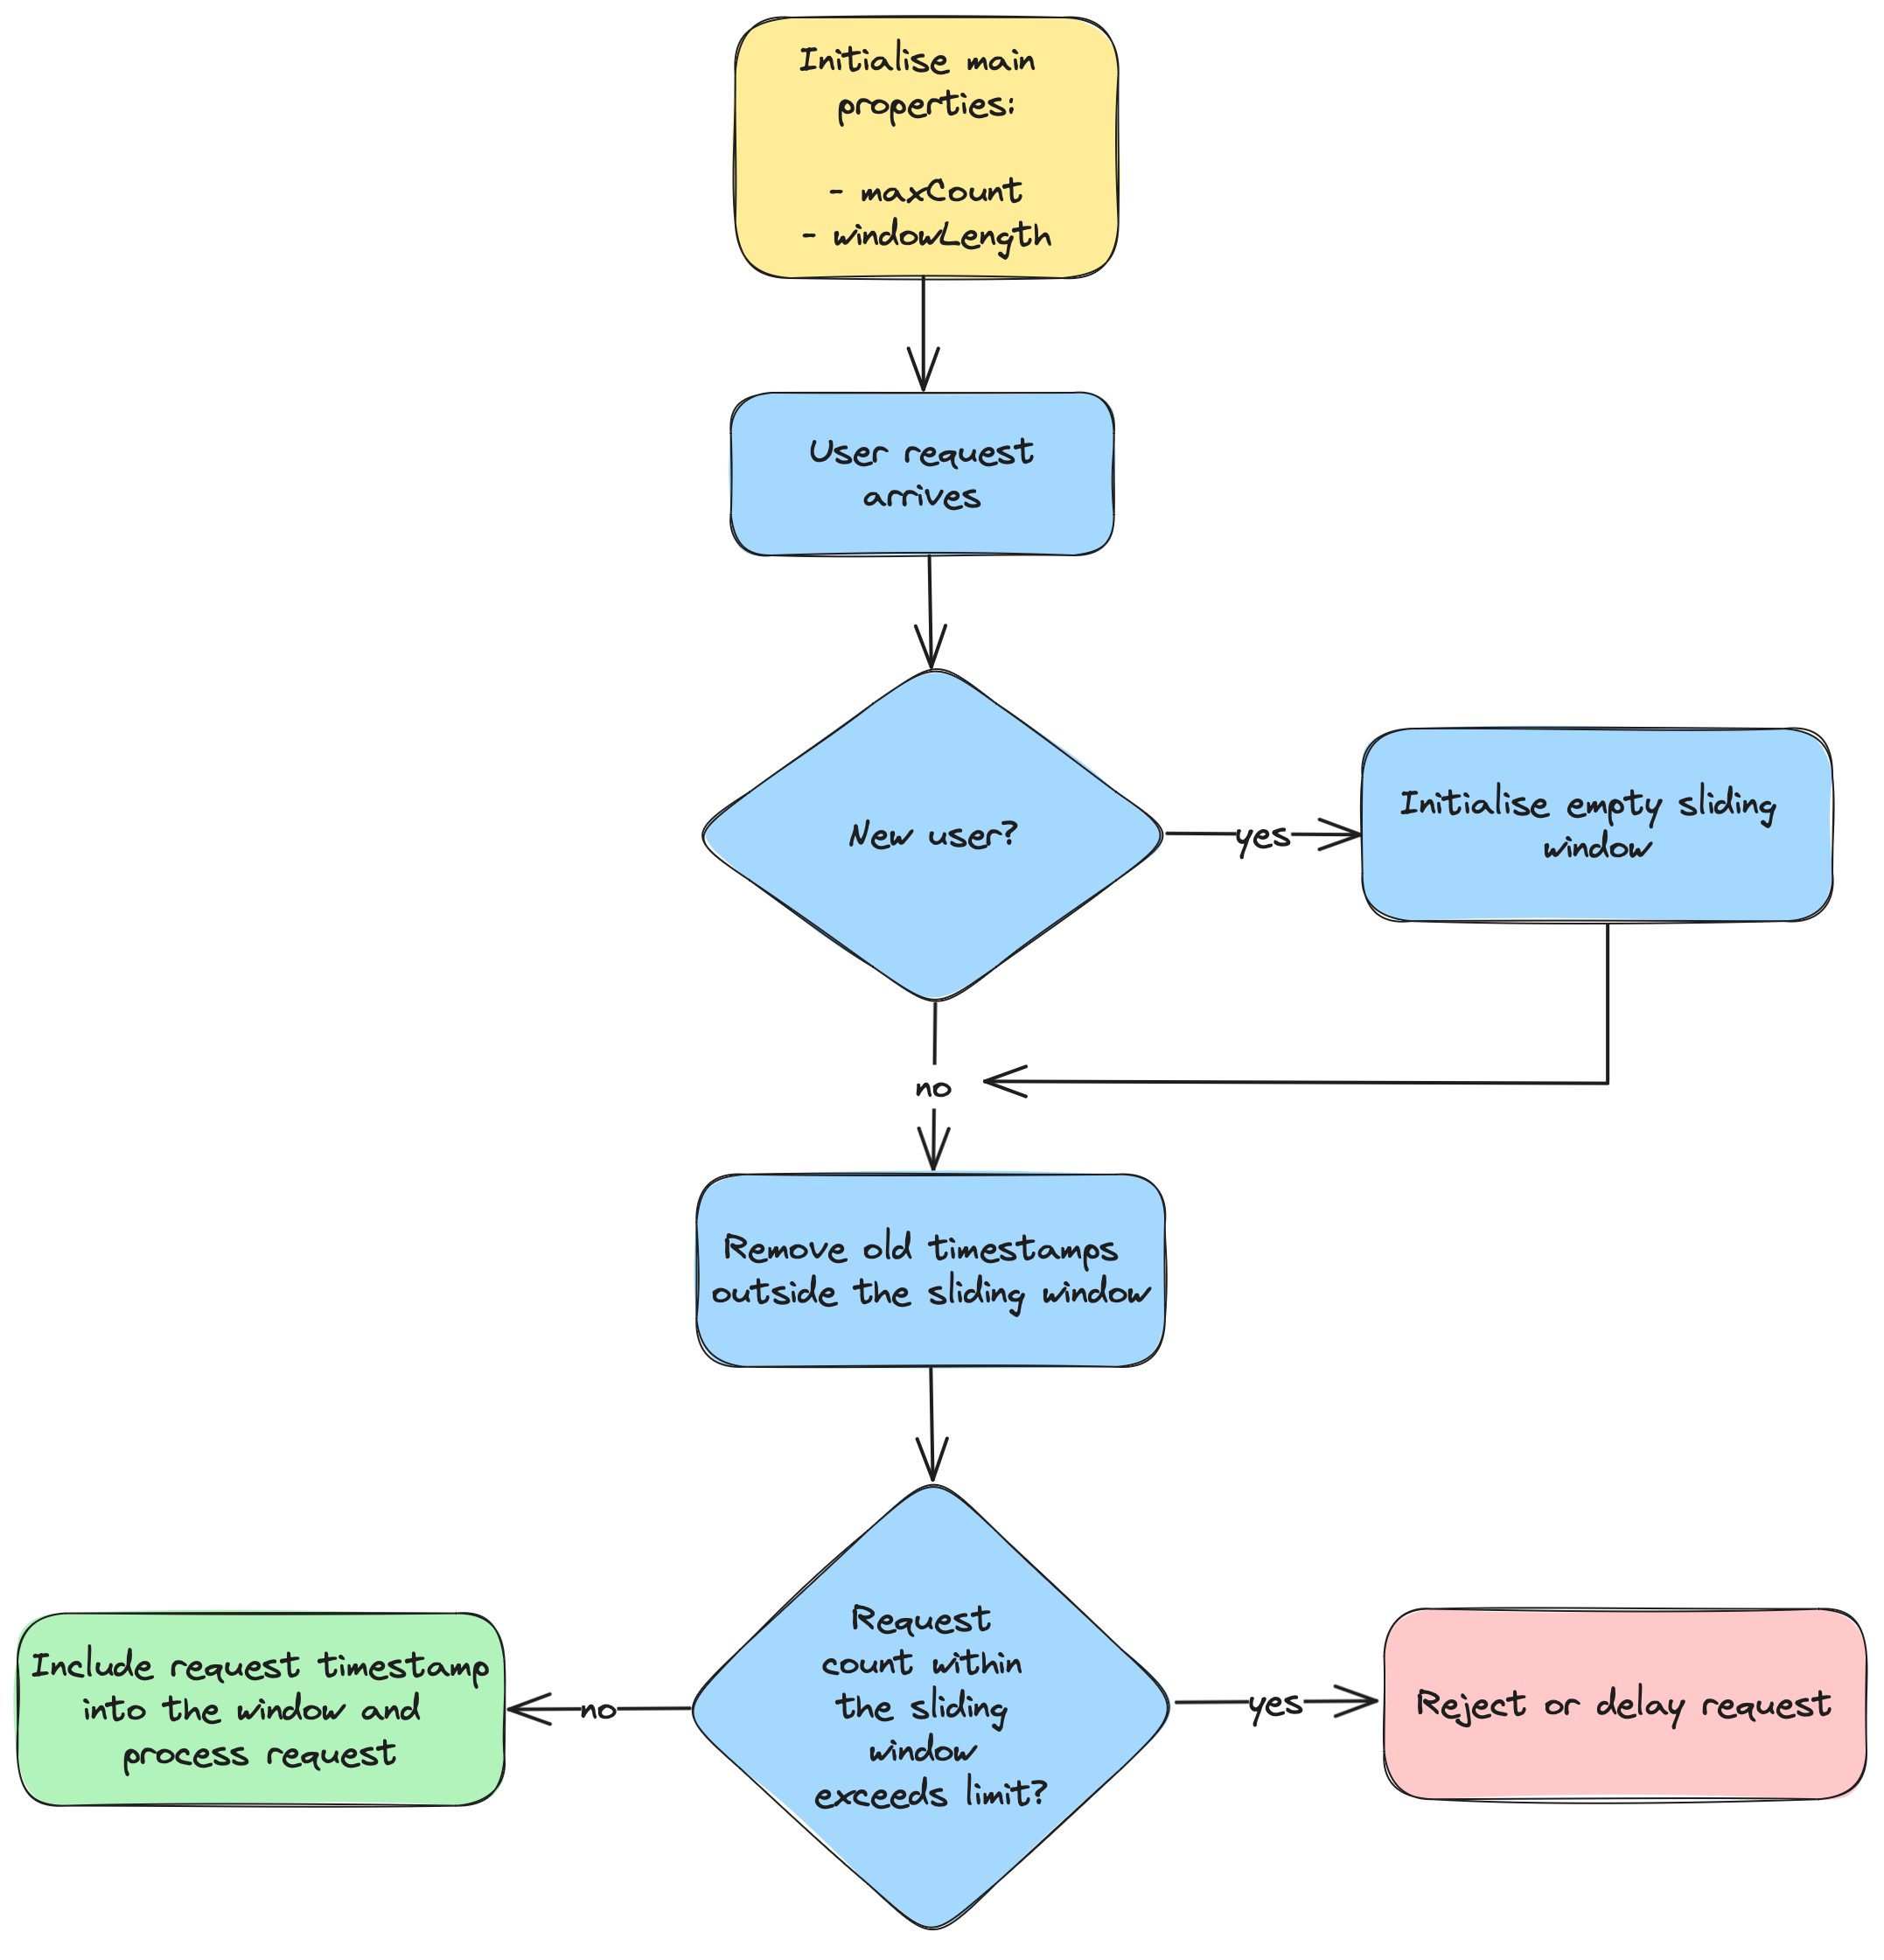 Initialise main
properties:
- maxCount
- windowLength
User request
arrives
New user?
yes
Initialise empty sliding
window
no
Remove old timestamps
outside the sliding window
Request
count within
the sliding
window
exceeds limit?
no
Include request timestamp
into the window and
process request
yes
Reject or delay request